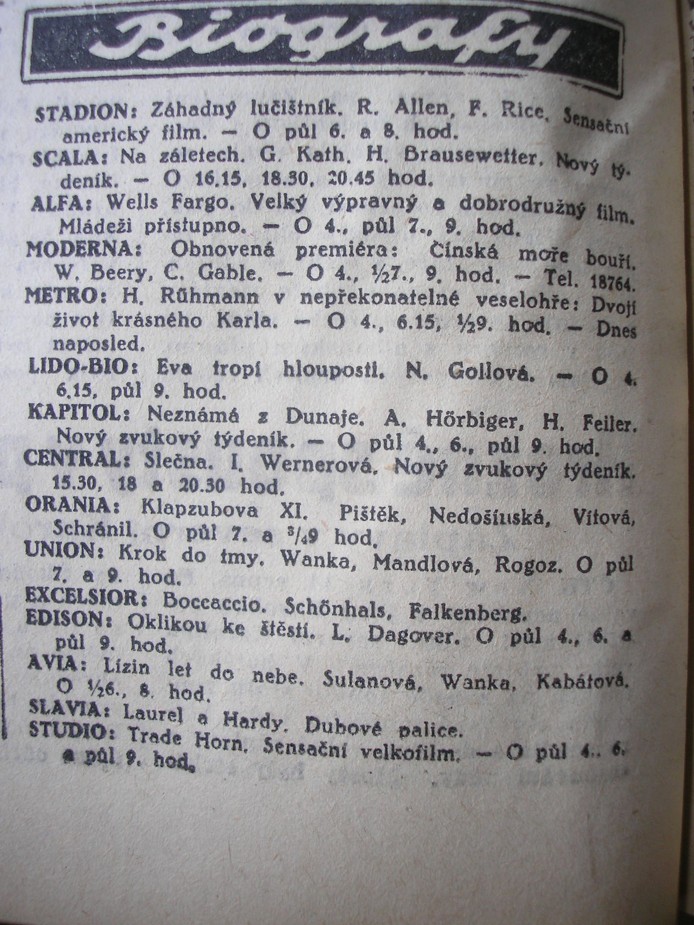 Biografy
STADION: Záhadný lučištník. R. Allen, F. Rice. Sensační
americký film. — O půl 6. a 8. hod.
SCALA: Na záletech. G. Kath. H. Brausewetter. Nový tý-
deník. — O 16.15, 18.30, 20.45 hod.
ALFA: Wells Fargo. Velký výpravný a dobrodružný film.
Mládeži přístupno. — O 4., půl 7., 9. hod.
MODERNA: Obnovená premiéra: Čínská moře bouří.
W. Beery, C. Gable. — O 4., ½7., 9. hod. — Tel. 18764.
METRO: H. Rühmann v nepřekonatelné veselohře: Dvojí
život krásného Karla. — O 4., 6.15, ½9. hod. — Dnes
naposled.
LIDO-BIO: Eva tropí hlouposti. N. Gollová. — O 4.
6.15, půl 9. hod.
KAPITOL: Neznámá z Dunaje. A. Hörbiger, H. Feiler.
Nový zvukový týdeník. — O půl 4., 6., půl 9. hod.
CENTRAL: Slečna. I. Wernerová. Nový zvukový týdeník.
15.30, 18 a 20.30 hod.
ORANIA: Klapzubova XI. Pištěk, Nedošínská, Vítová,
Schránil. O půl 7. a ¾9 hod.
UNION: Krok do tmy. Wanka, Mandlová, Rogoz. O půl
7. a 9. hod.
EXCELSIOR: Boccaccio. Schönhals, Falkenberg.
EDISON: Oklikou ke štěstí. L. Dagover. O půl 4., 6. a
půl 9. hod.
AVIA: Lízin let do nebe. Sulanová, Wanka, Kabátová.
O ½6., 8. hod.
SLAVIA: Laurel a Hardy. Dubové palice.
STUDIO: Trade Horn. Sensační velkofilm. — O půl 4.. 6.
a půl 9. hod.